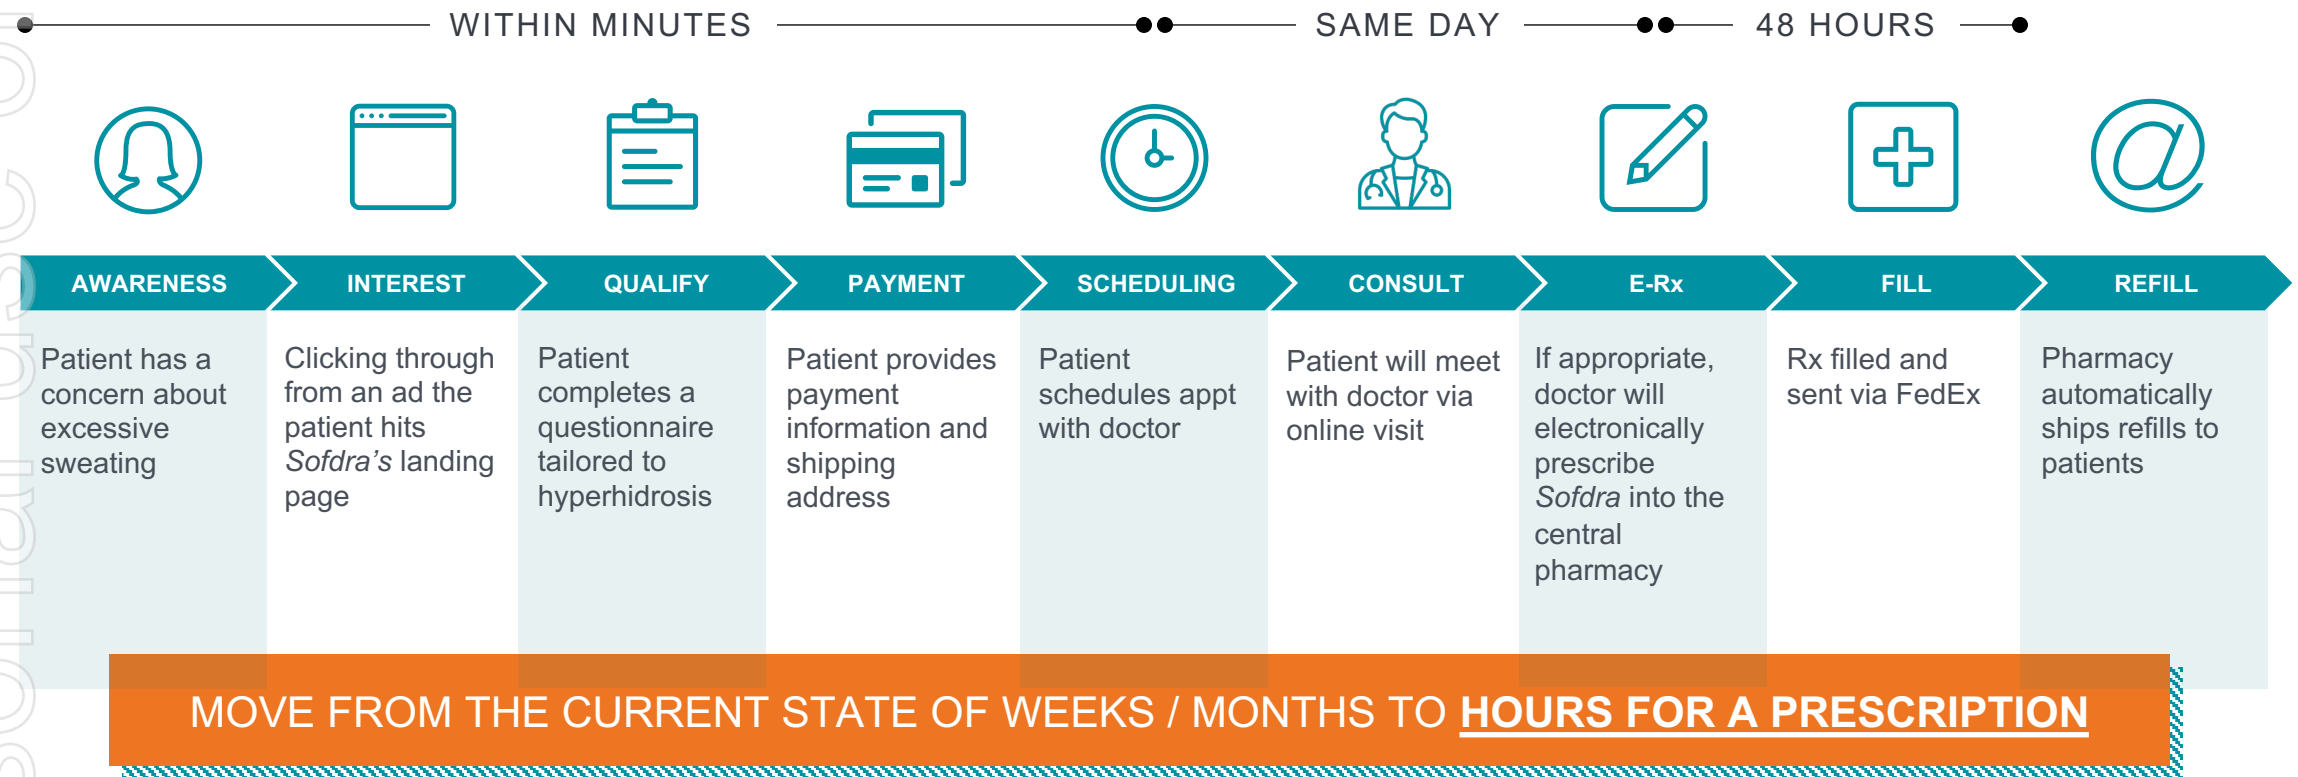 WITHIN MINUTES
SAME DAY
48 HOURS
AWARENESS
INTEREST
QUALIFY
PAYMENT
SCHEDULING
CONSULT
E-Rx
FILL
REFILL
Patient has a
concern about
excessive
sweating
Clicking through
from an ad the
patient hits
Sofdra’s landing
page
Patient
completes a
questionnaire
tailored to
hyperhidrosis
Patient provides
payment
information and
shipping
address
Patient
schedules appt
with doctor
Patient will meet
with doctor via
online visit
If appropriate,
doctor will
electronically
prescribe
Sofdra into the
central
pharmacy
Rx filled and
sent via FedEx
Pharmacy
automatically
ships refills to
patients
MOVE FROM THE CURRENT STATE OF WEEKS / MONTHS TO HOURS FOR A PRESCRIPTION